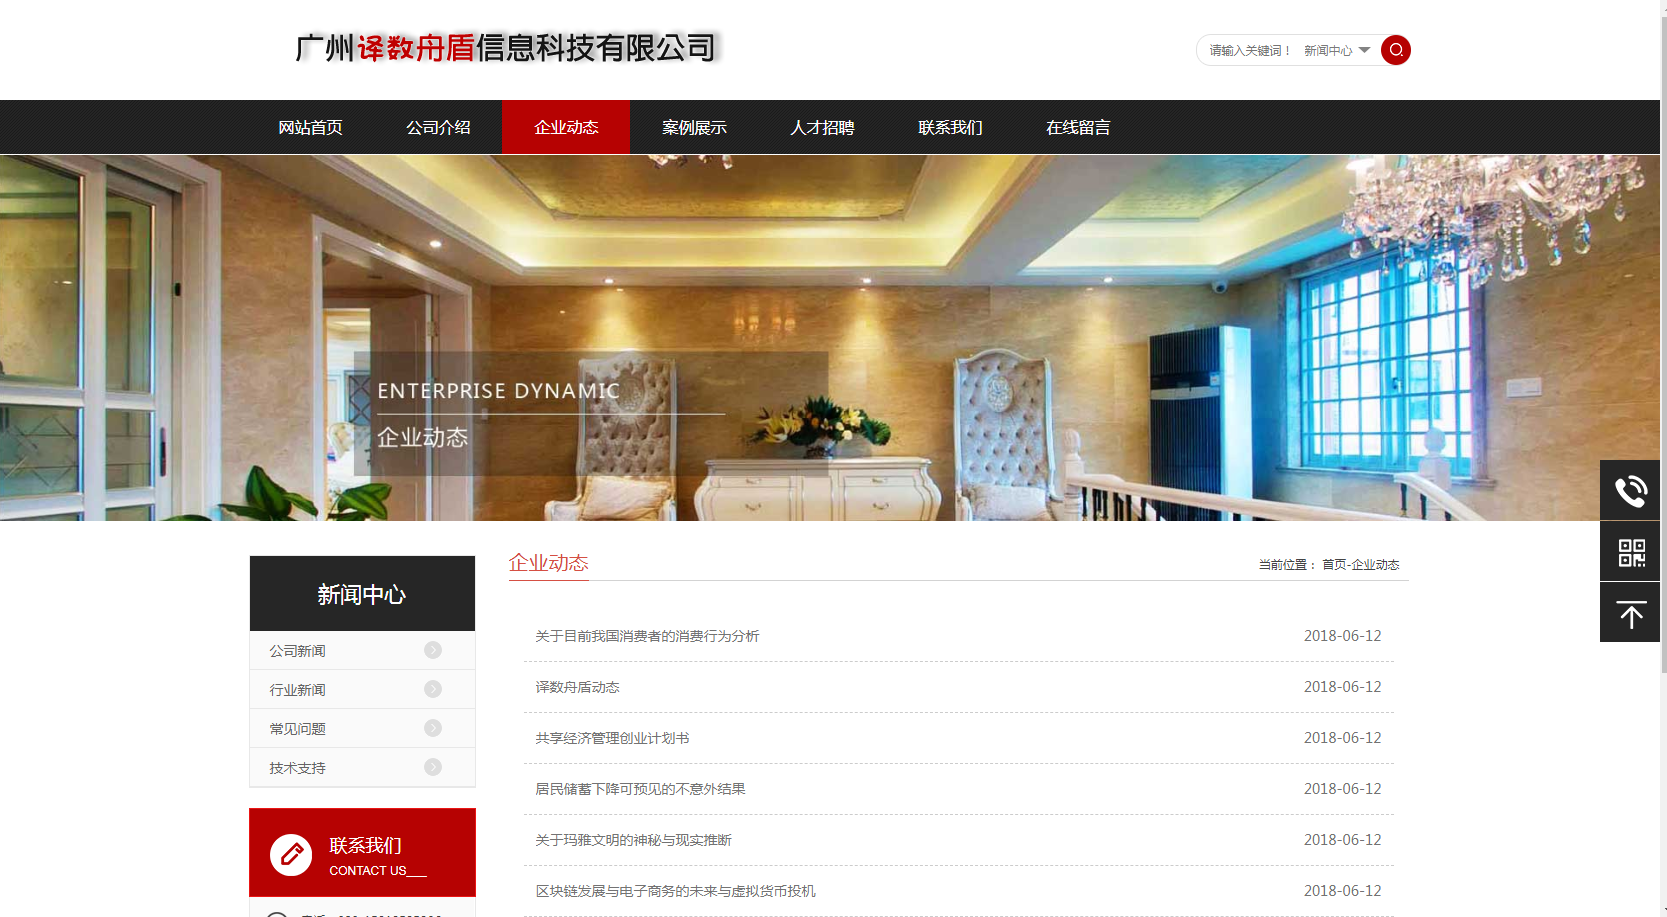 广州译数舟盾信息科技有限公司
请输入关键词！ 新闻中心
网站首页 公司介绍 企业动态 案例展示 人才招聘 联系我们 在线留言
ENTERPRISE DYNAMIC
企业动态
新闻中心
公司新闻
行业新闻
常见问题
技术支持
联系我们
CONTACT US___
企业动态
当前位置： 首页-企业动态
关于目前我国消费者的消费行为分析 2018-06-12
译数舟盾动态 2018-06-12
共享经济管理创业计划书 2018-06-12
居民储蓄下降可预见的不意外结果 2018-06-12
关于玛雅文明的神秘与现实推断 2018-06-12
区块链发展与电子商务的未来与虚拟货币投机 2018-06-12